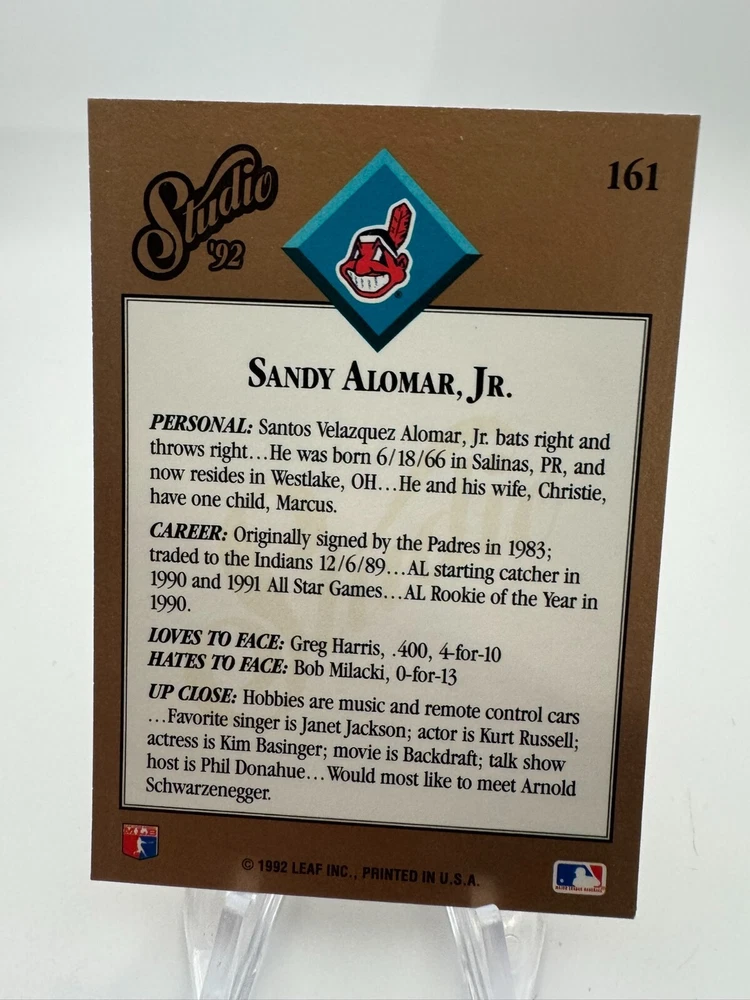 Studio
'92
161
®
SANDY ALOMAR, JR.
PERSONAL: Santos Velazquez Alomar, Jr. bats right and
throws right...He was born 6/18/66 in Salinas, PR, and
now resides in Westlake, OH...He and his wife, Christie,
have one child, Marcus.
CAREER: Originally signed by the Padres in 1983;
traded to the Indians 12/6/89...AL starting catcher in
1990 and 1991 All Star Games...AL Rookie of the Year in
1990.
LOVES TO FACE: Greg Harris, .400, 4-for-10
HATES TO FACE: Bob Milacki, 0-for-13
UP CLOSE: Hobbies are music and remote control cars
...Favorite singer is Janet Jackson; actor is Kurt Russell;
actress is Kim Basinger; movie is Backdraft; talk show
host is Phil Donahue...Would most like to meet Arnold
Schwarzenegger.
© 1992 LEAF INC., PRINTED IN U.S.A.
MAJOR LEAGUE BASEBALL